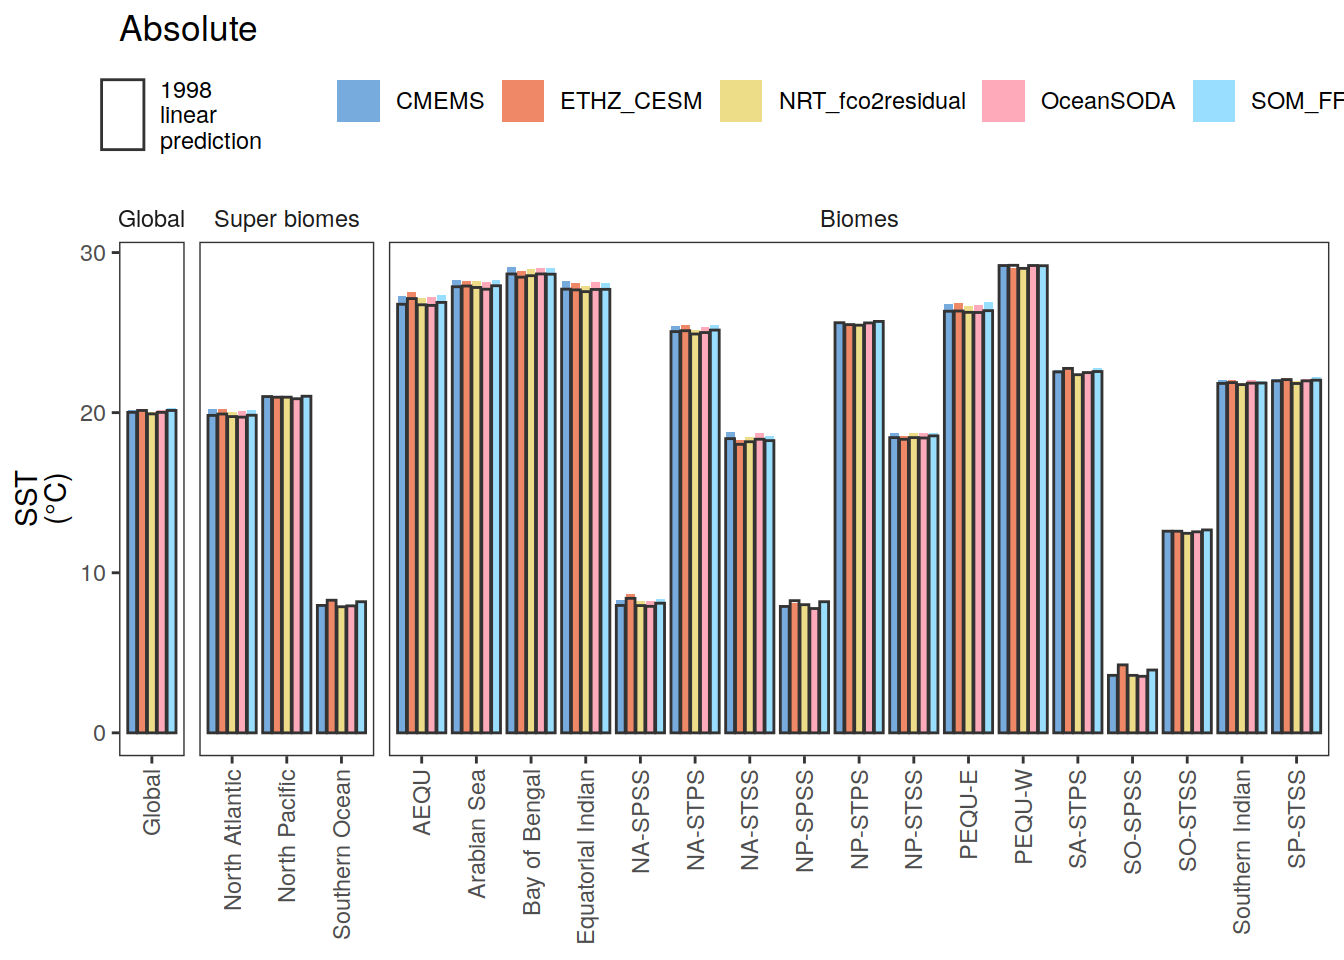 Absolute
1998
linear
prediction
CMEMS
ETHZ_CESM
NRT_fco2residual
OceanSODA
SOM_FF
Global
Super biomes
Biomes
30
20
10
0
SST
(°C)
Global
North Atlantic
North Pacific
Southern Ocean
AEQU
Arabian Sea
Bay of Bengal
Equatorial Indian
NA-SPSS
NA-STPS
NA-STSS
NP-SPSS
NP-STPS
NP-STSS
PEQU-E
PEQU-W
SA-STPS
SO-SPSS
SO-STSS
Southern Indian
SP-STSS